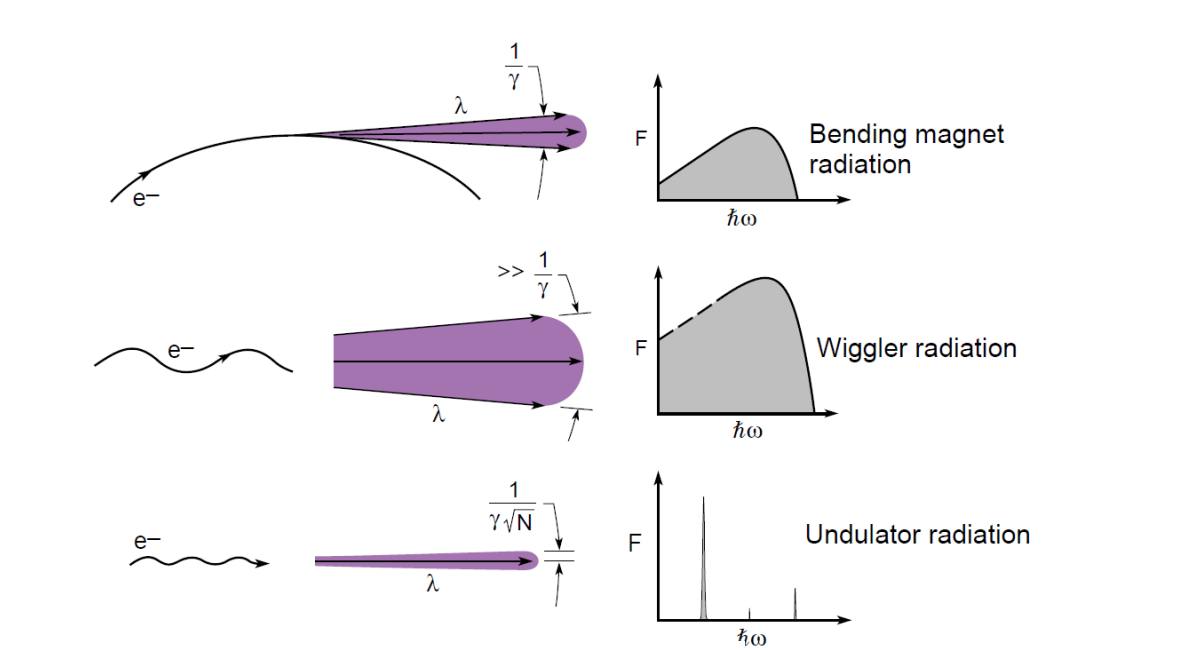 1
γ
λ
e–
F
ħω
Bending magnet
radiation
>> 1
γ
e–
λ
F
ħω
Wiggler radiation
1
γ√N
e–
λ
F
ħω
Undulator radiation